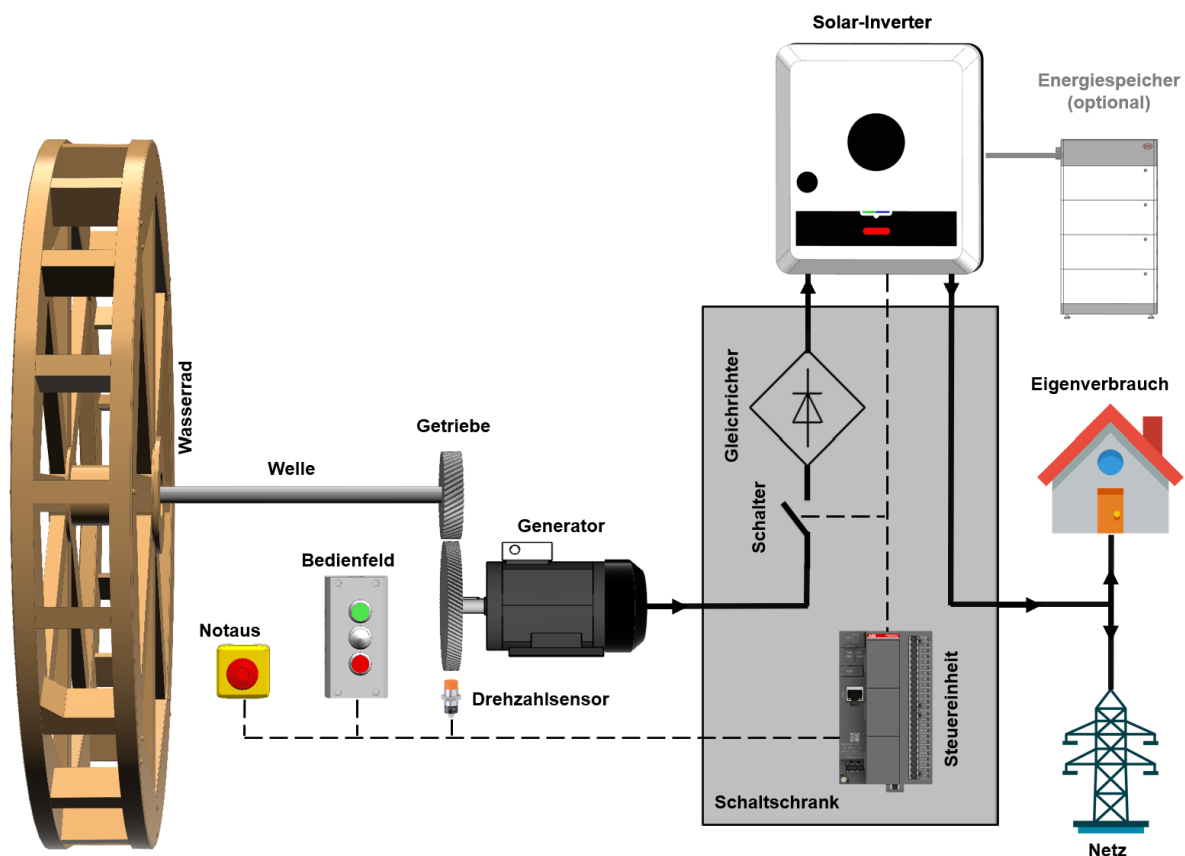 Solar-Inverter
Energiespeicher
(optional)
Wasserrad
Welle
Getriebe
Gleichrichter
Eigenverbrauch
Schalter
Generator
Bedienfeld
Notaus
Drehzahlsensor
Steuereinheit
Schaltschrank
Netz